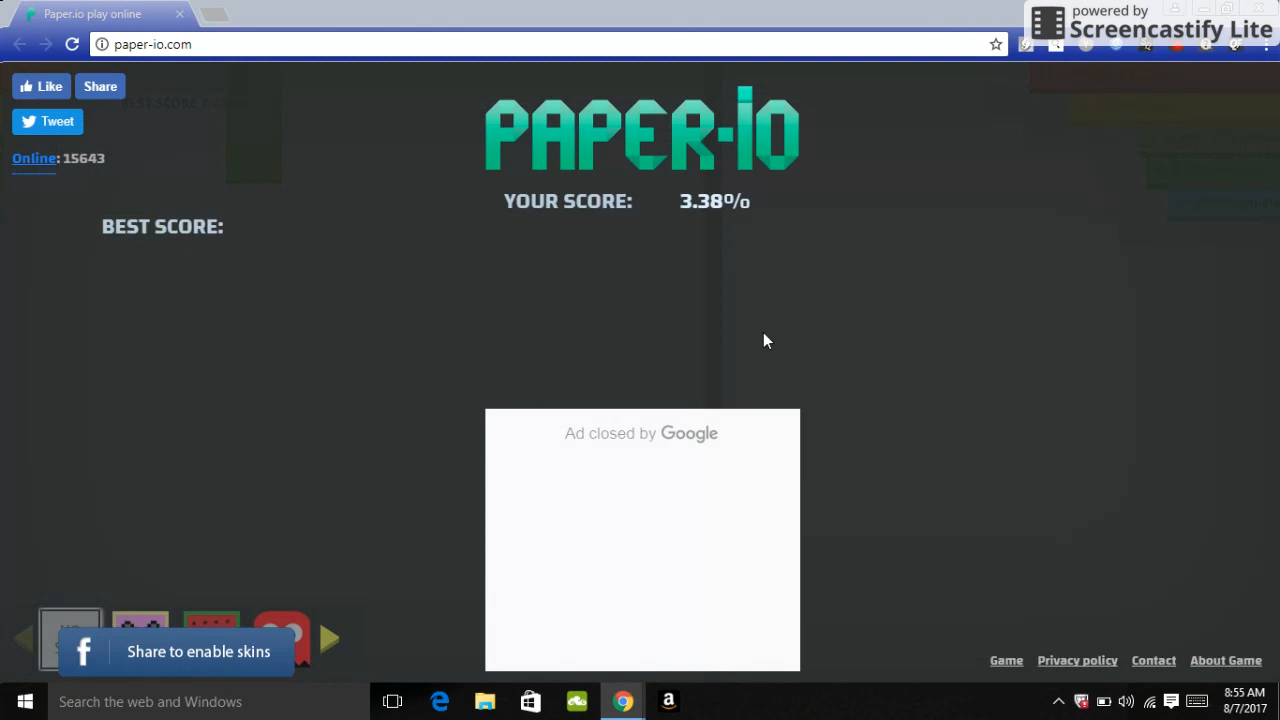 Paper.io play online
powered by
Screencastify Lite
paper-io.com
Like
Share
Tweet
Online: 15643
PAPER-IO
YOUR SCORE: 3.38%
BEST SCORE:
Ad closed by Google
Share to enable skins
Game
Privacy policy
Contact
About Game
Search the web and Windows
8:55 AM
8/7/2017